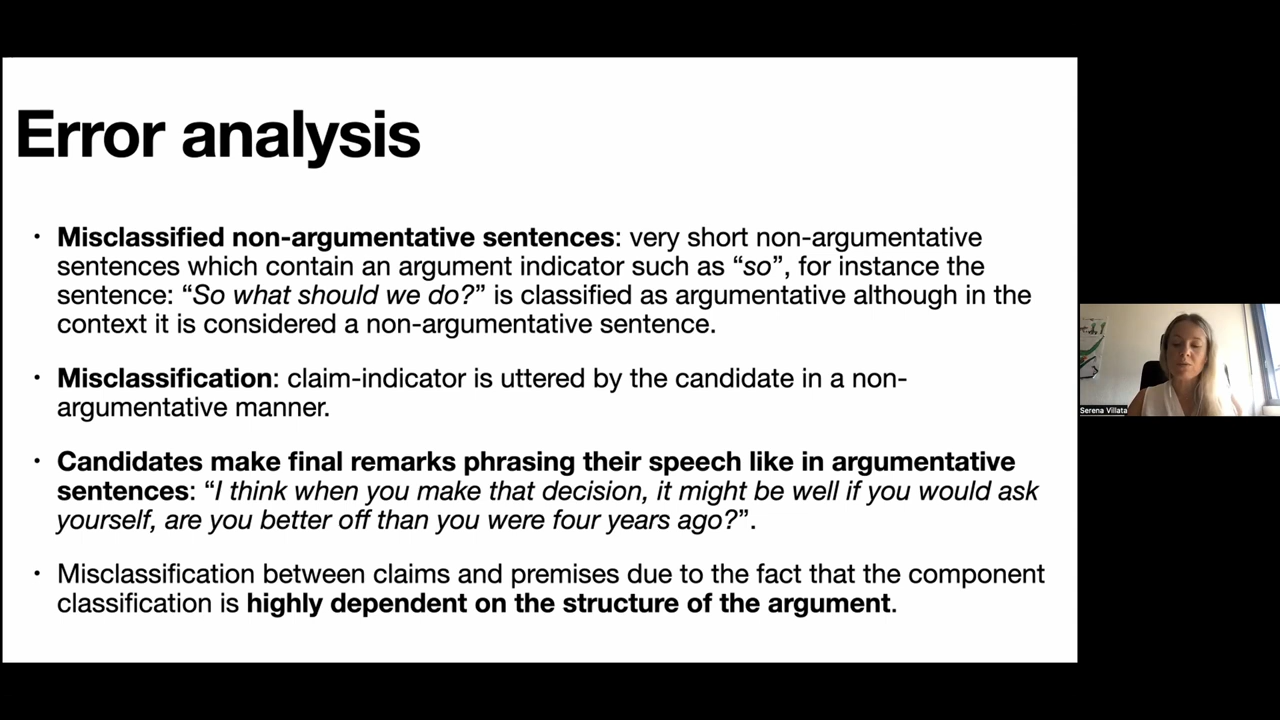 Error analysis
• Misclassified non-argumentative sentences: very short non-argumentative
sentences which contain an argument indicator such as “so”, for instance the
sentence: “So what should we do?” is classified as argumentative although in the
context it is considered a non-argumentative sentence.
• Misclassification: claim-indicator is uttered by the candidate in a non-
argumentative manner.
• Candidates make final remarks phrasing their speech like in argumentative
sentences: “I think when you make that decision, it might be well if you would ask
yourself, are you better off than you were four years ago?”.
• Misclassification between claims and premises due to the fact that the component
classification is highly dependent on the structure of the argument.
Serena Villata